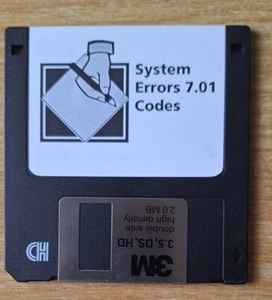 System
Errors 7.01
Codes
3M
3.5,DS,HD
double side
high density
2.0 MB